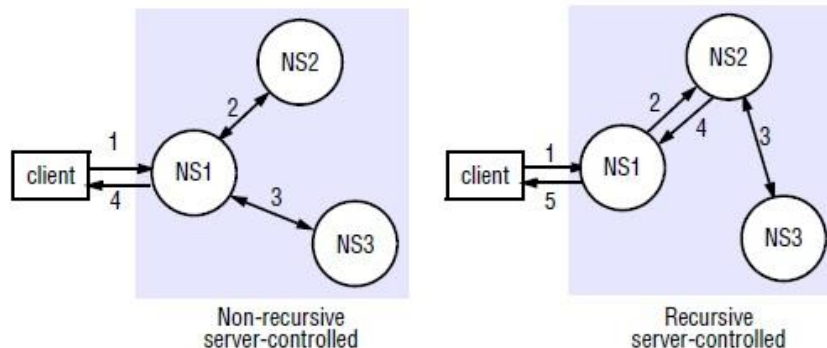 NS2
2
1
client
NS1
4
3
NS3
Non-recursive
server-controlled
NS2
2
4
1
3
client
NS1
5
NS3
Recursive
server-controlled